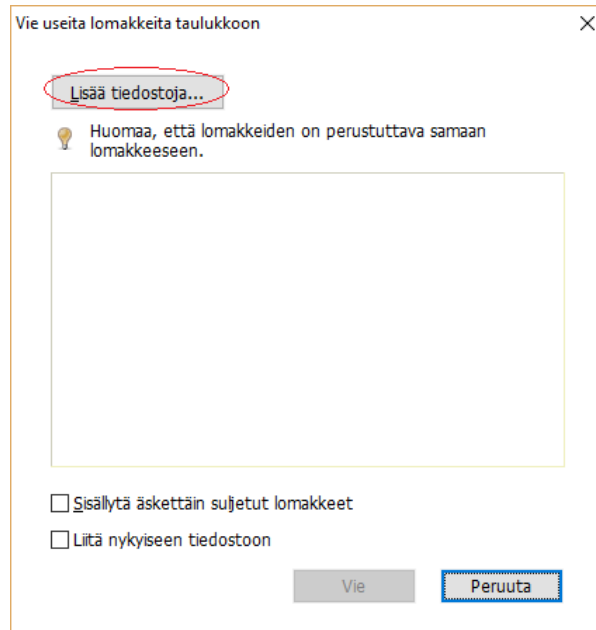 Vie useita lomakkeita taulukkoon
Lisää tiedostoja...
Huomaa, että lomakkeiden on perustuttava samaan
lomakkeeseen.
Sisällytä äskettäin suljetut lomakkeet
Liitä nykyiseen tiedostoon
Vie
Peruuta